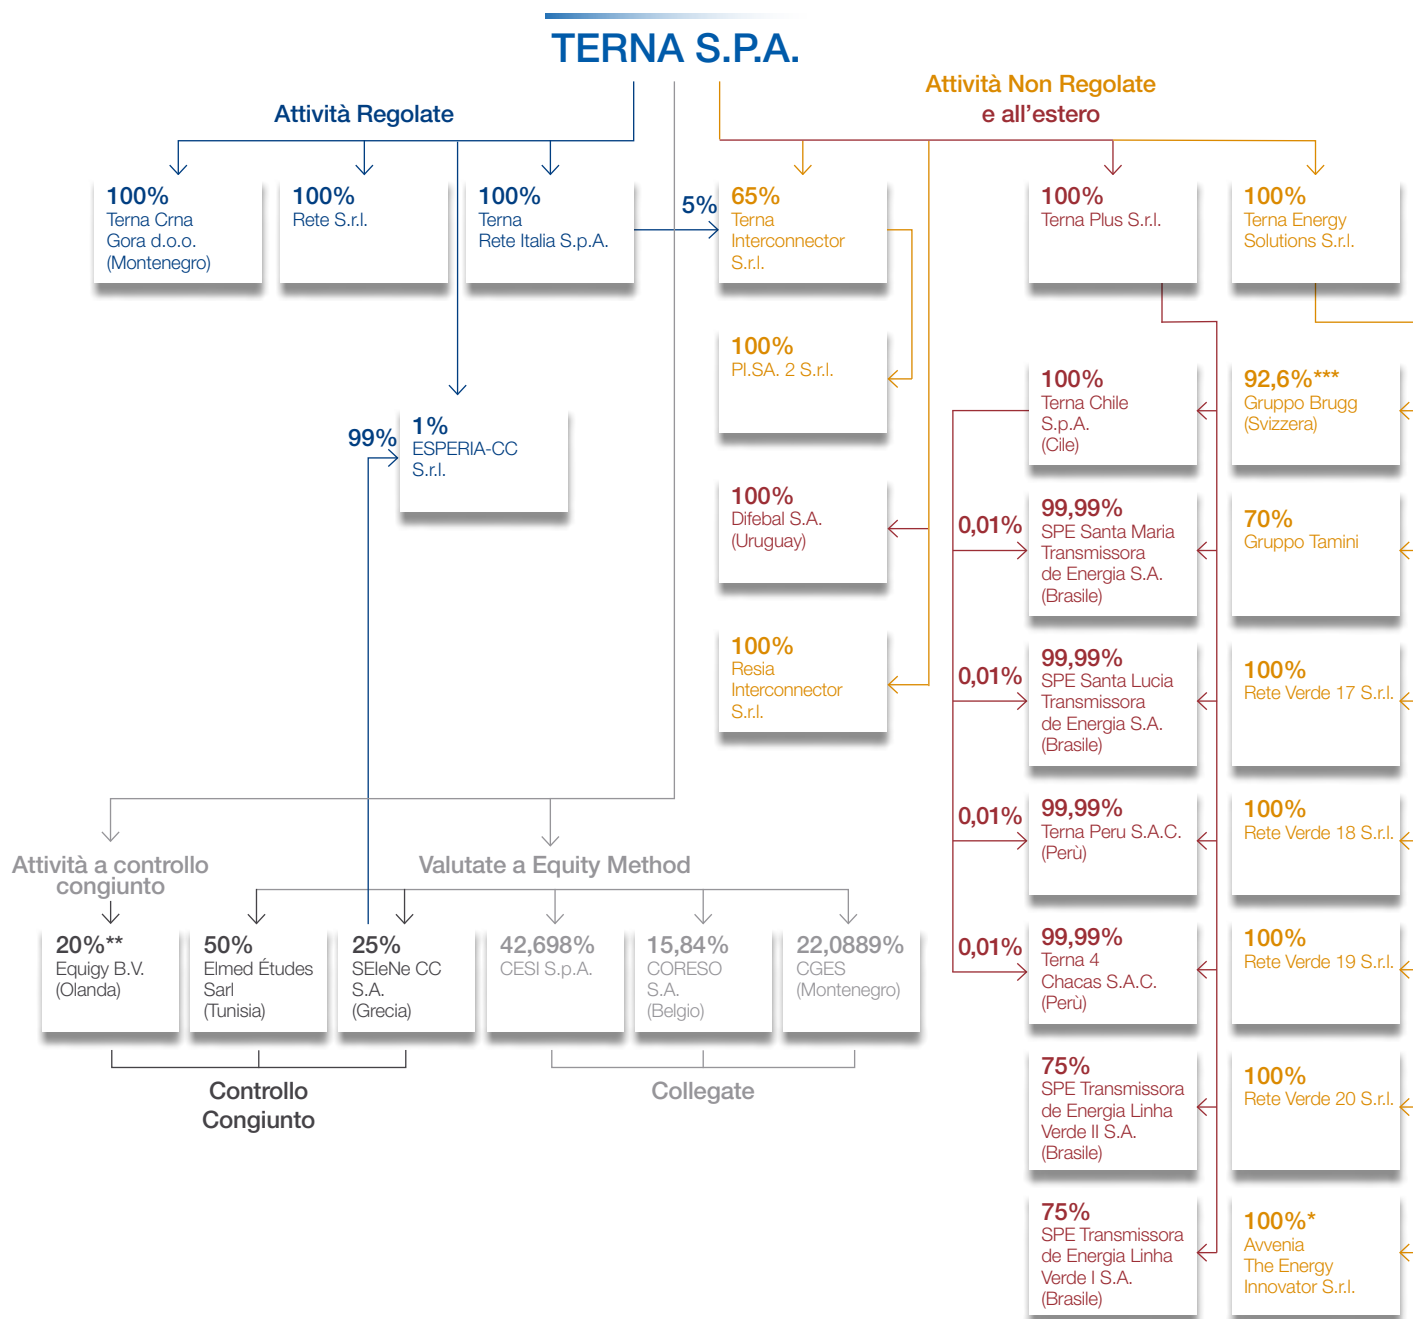 TERNA S.P.A.
Attività Regolate
Attività Non Regolate
e all'estero
100%
Terna Crna
Gora d.o.o.
(Montenegro)
100%
Rete S.r.l.
100%
Terna
Rete Italia S.p.A.
5%
65%
Terna
Interconnector
S.r.l.
100%
Terna Plus S.r.l.
100%
Terna Energy
Solutions S.r.l.
100%
PI.SA. 2 S.r.l.
100%
Terna Chile
S.p.A.
(Cile)
92,6%***
Gruppo Brugg
(Svizzera)
99%
1%
ESPERIA-CC
S.r.l.
100%
Difebal S.A.
(Uruguay)
0,01%
99,99%
SPE Santa Maria
Transmissora
de Energia S.A.
(Brasile)
70%
Gruppo Tamini
100%
Resia
Interconnector
S.r.l.
0,01%
99,99%
SPE Santa Lucia
Transmissora
de Energia S.A.
(Brasile)
100%
Rete Verde 17 S.r.l.
0,01%
99,99%
Terna Peru S.A.C.
(Perù)
100%
Rete Verde 18 S.r.l.
Attività a controllo
congiunto
Valutate a Equity Method
20%**
Equigy B.V.
(Olanda)
50%
Elmed Études
Sarl
(Tunisia)
25%
SEleNe CC
S.A.
(Grecia)
42,698%
CESI S.p.A.
15,84%
CORESO
S.A.
(Belgio)
22,0889%
CGES
(Montenegro)
0,01%
99,99%
Terna 4
Chacas S.A.C.
(Perù)
100%
Rete Verde 19 S.r.l.
Controllo
Congiunto
Collegate
75%
SPE Transmissora
de Energia Linha
Verde II S.A.
(Brasile)
100%
Rete Verde 20 S.r.l.
75%
SPE Transmissora
de Energia Linha
Verde I S.A.
(Brasile)
100%*
Avvenia
The Energy
Innovator S.r.l.